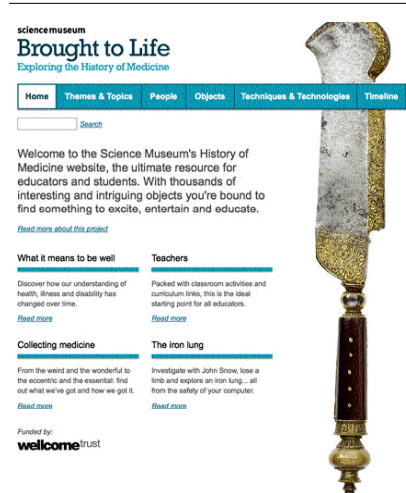 sciencemuseum
Brought to Life
Exploring the History of Medicine
Home Themes & Topics People Objects Techniques & Technologies Timeline
Search
Welcome to the Science Museum's History of
Medicine website, the ultimate resource for
educators and students. With thousands of
interesting and intriguing objects you're bound to
find something to excite, entertain and educate.
Read more about this project
What it means to be well
Discover how our understanding of
health, illness and disability has
changed over time.
Read more
Teachers
Packed with classroom activities and
curriculum links, this is the ideal
starting point for all educators.
Read more
Collecting medicine
From the weird and the wonderful to
the eccentric and the essential: find
out what we've got and how we got it.
Read more
The iron lung
Investigate with John Snow, lose a
limb and explore an iron lung... all
from the safety of your computer.
Read more
Funded by:
wellcometrust